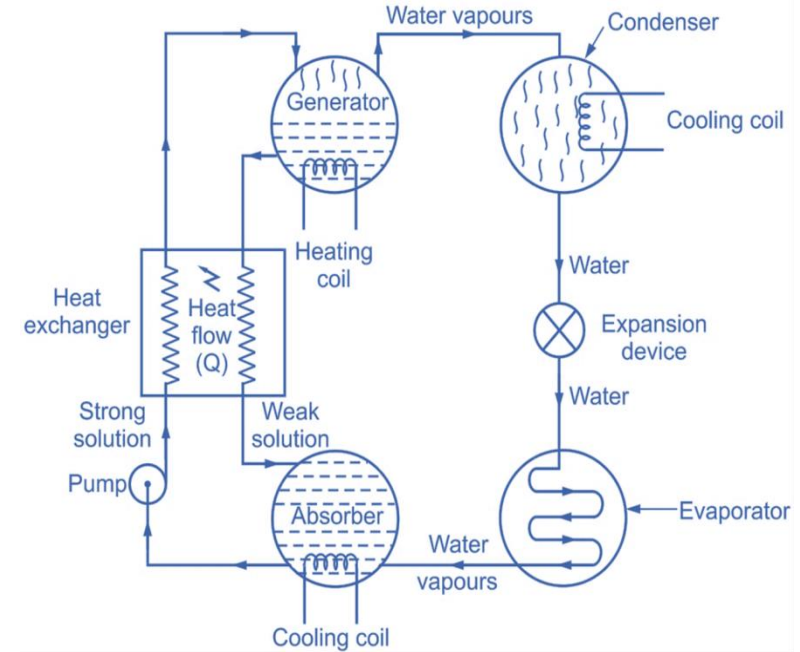 Water vapours
Condenser
Generator
Cooling coil
Heating
coil
Water
Heat
exchanger
Heat
flow
(Q)
Expansion
device
Water
Strong
solution
Weak
solution
Pump
Absorber
Evaporator
Water
vapours
Cooling coil